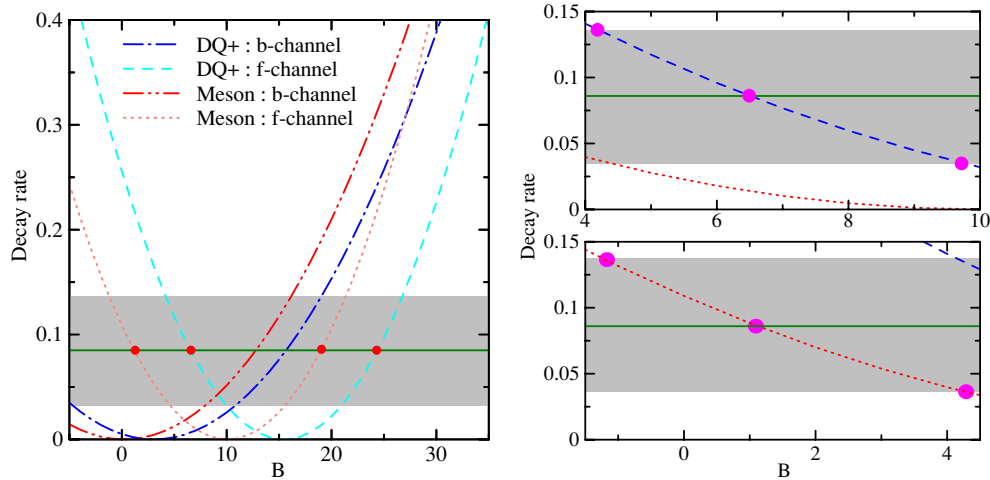 0.4
0.3
0.2
0.1
0
Decay rate
DQ+ : b-channel
DQ+ : f-channel
Meson : b-channel
Meson : f-channel
0 10 20 30
B
0.15
0.1
0.05
0
Decay rate
4 6 8 10
0.15
0.1
0.05
0
0 2 4
B